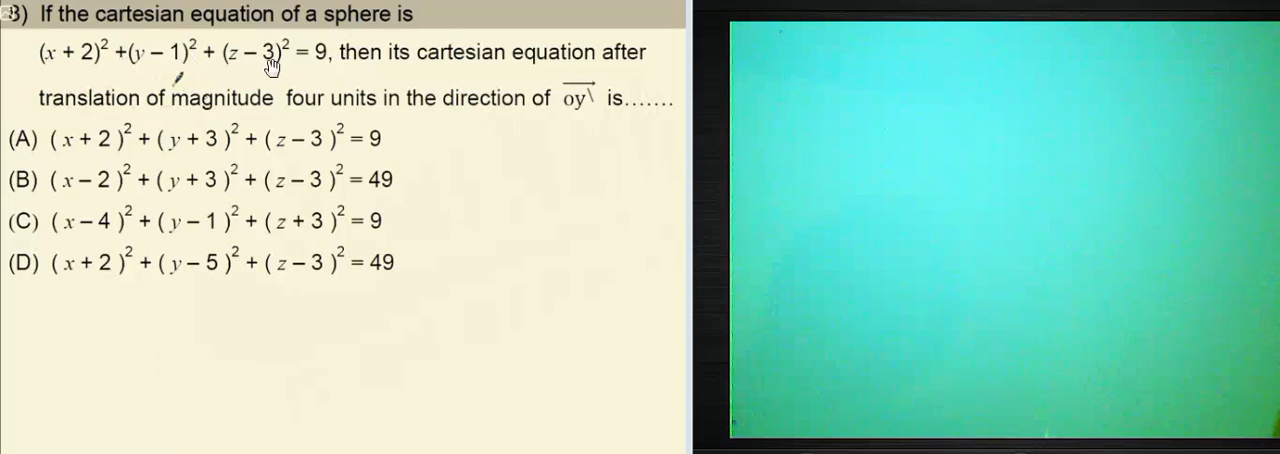 3) If the cartesian equation of a sphere is
(x + 2)² +(y – 1)² + (z – 3)² = 9, then its cartesian equation after
translation of magnitude four units in the direction of oy\ is.......
(A) ( x + 2 )² + ( y + 3 )² + ( z – 3 )² = 9
(B) ( x – 2 )² + ( y + 3 )² + ( z – 3 )² = 49
(C) ( x – 4 )² + ( y – 1 )² + ( z + 3 )² = 9
(D) ( x + 2 )² + ( y – 5 )² + ( z – 3 )² = 49